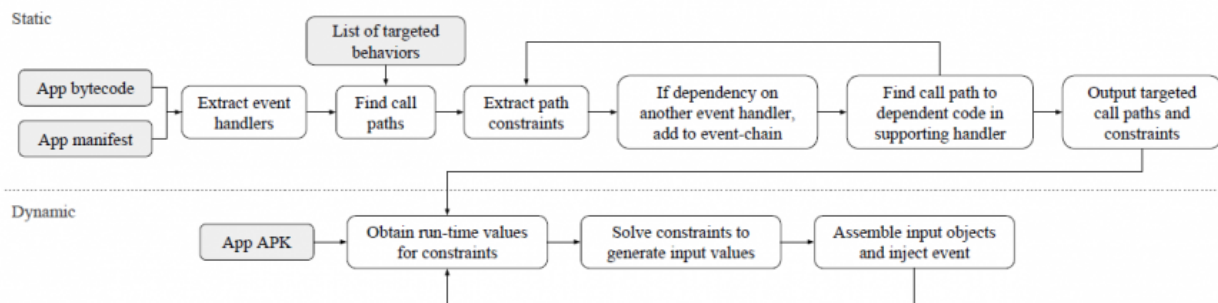 Static
List of targeted
behaviors
App bytecode
App manifest
Extract event
handlers
Find call
paths
Extract path
constraints
If dependency on
another event handler,
add to event-chain
Find call path to
dependent code in
supporting handler
Output targeted
call paths and
constraints
Dynamic
App APK
Obtain run-time values
for constraints
Solve constraints to
generate input values
Assemble input objects
and inject event